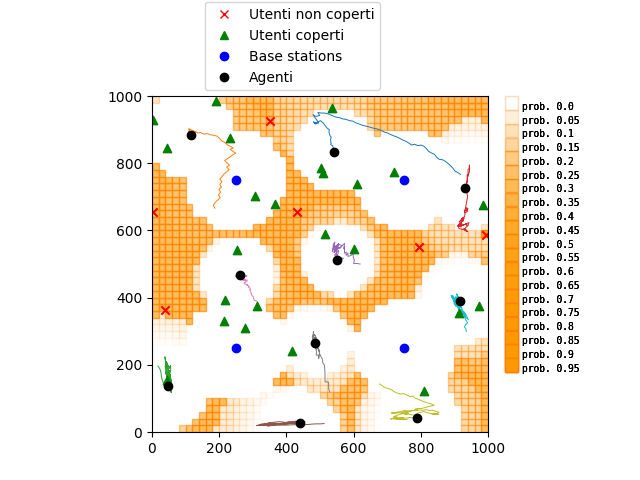 Utenti non coperti
Utenti coperti
Base stations
Agenti
1000
800
600
400
200
0
0
200
400
600
800
1000
prob. 0.0
prob. 0.05
prob. 0.1
prob. 0.15
prob. 0.2
prob. 0.25
prob. 0.3
prob. 0.35
prob. 0.4
prob. 0.45
prob. 0.5
prob. 0.55
prob. 0.6
prob. 0.65
prob. 0.7
prob. 0.75
prob. 0.8
prob. 0.85
prob. 0.9
prob. 0.95